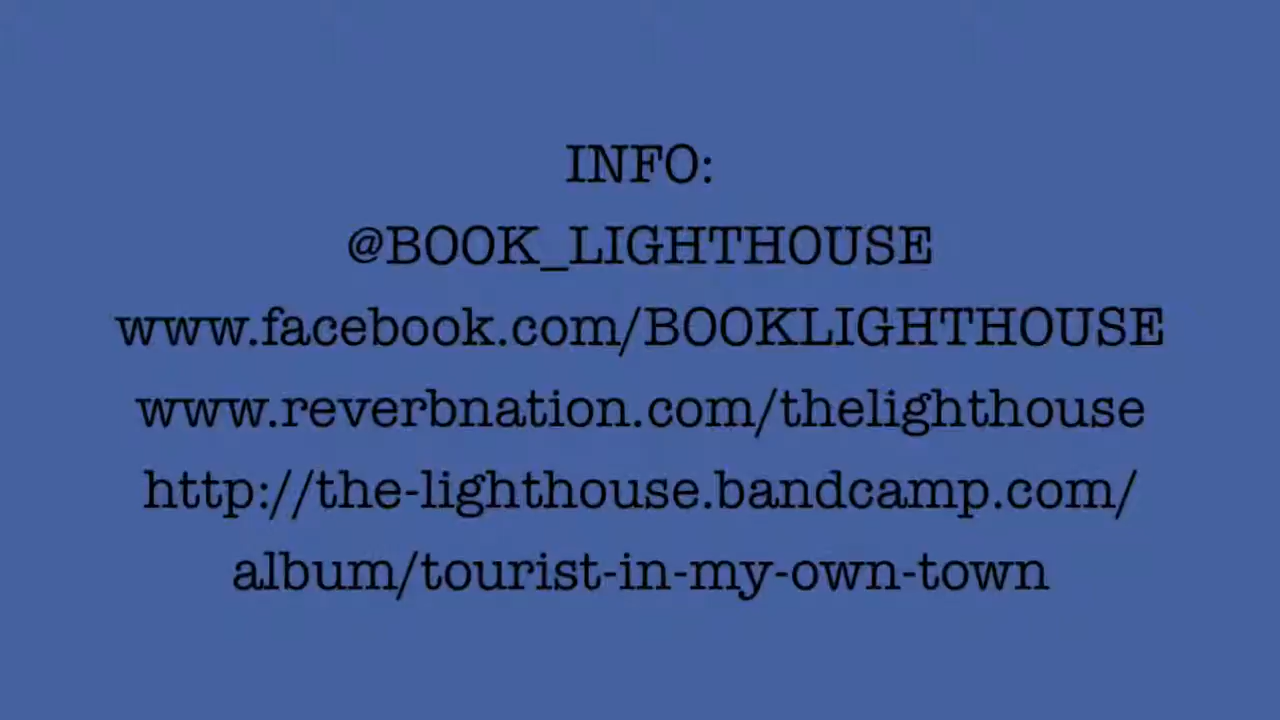 INFO:
@BOOK_LIGHTHOUSE
www.facebook.com/BOOKLIGHTHOUSE
www.reverbnation.com/thelighthouse
http://the-lighthouse.bandcamp.com/
album/tourist-in-my-own-town